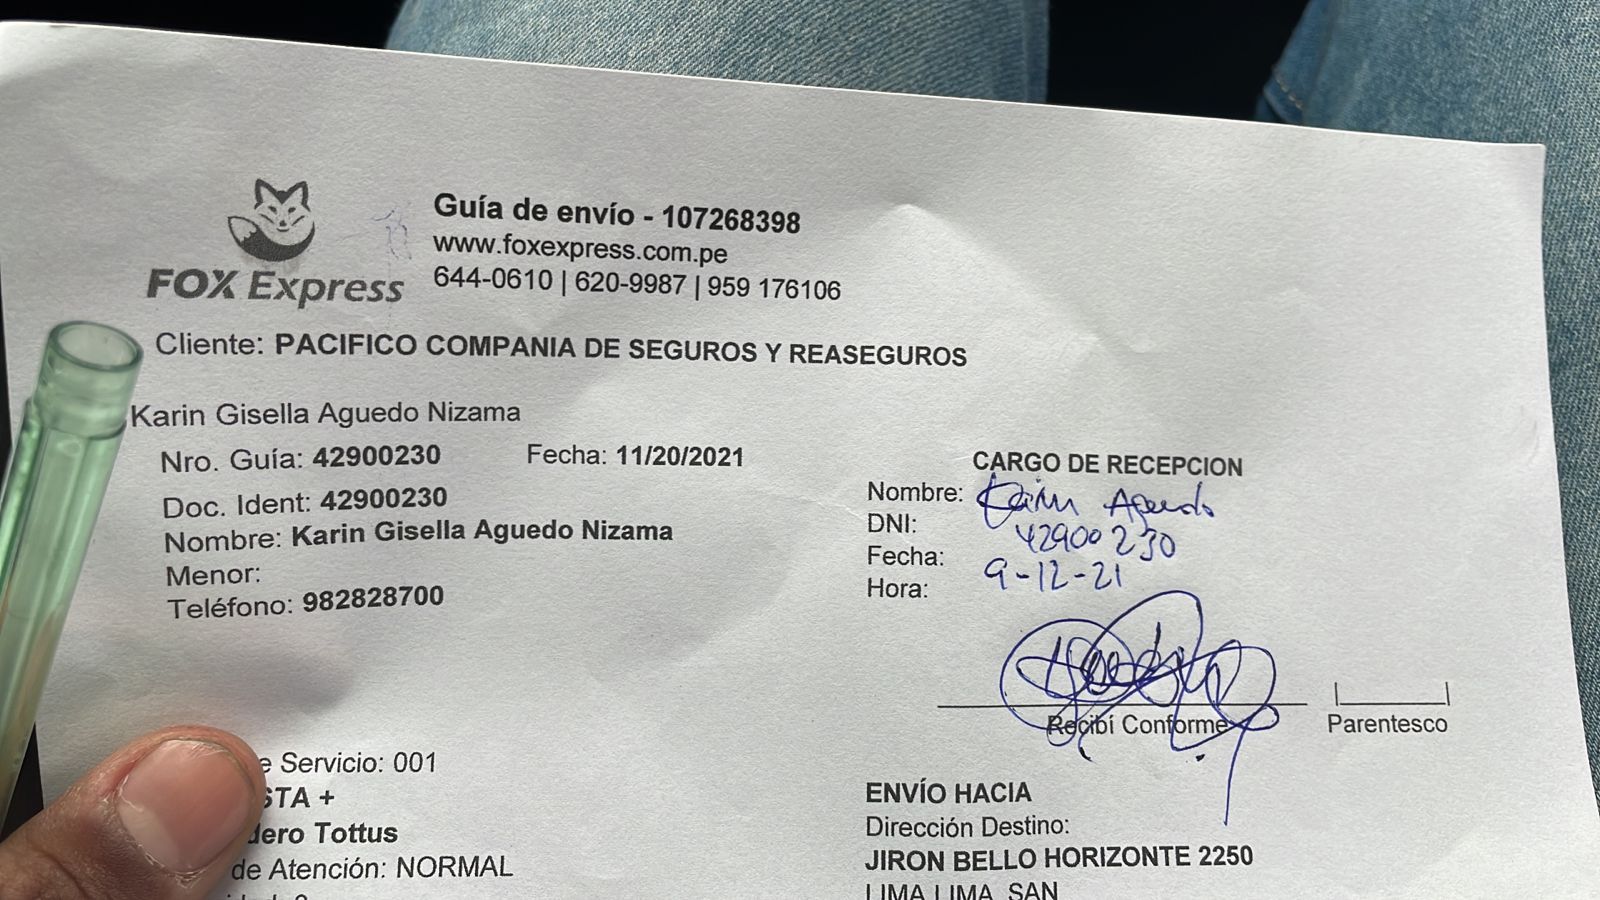 FOX Express
Guía de envío - 107268398
www.foxexpress.com.pe
644-0610 | 620-9987 | 959 176106
Cliente: PACIFICO COMPANIA DE SEGUROS Y REASEGUROS
Karin Gisella Aguedo Nizama
Nro. Guía: 42900230 Fecha: 11/20/2021
Doc. Ident: 42900230
Nombre: Karin Gisella Aguedo Nizama
Menor:
Teléfono: 982828700
CARGO DE RECEPCION
Nombre: Karin Aguedo
DNI: 42900230
Fecha: 9-12-21
Hora:
Recibí Conforme
Parentesco
e Servicio: 001
STA +
dero Tottus
de Atención: NORMAL
ENVÍO HACIA
Dirección Destino:
JIRON BELLO HORIZONTE 2250
LIMA LIMA SAN